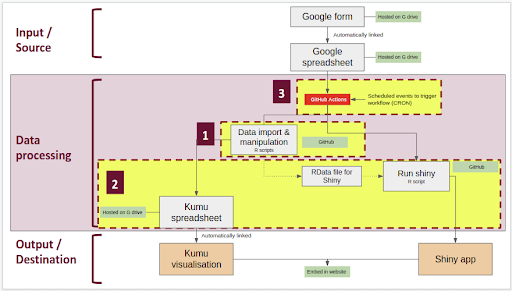 Input /
Source
Google form
Hosted on G drive
Automatically linked
Google
spreadsheet
Hosted on G drive
Data
processing
3
GitHub Actions
Scheduled events to trigger
workflow (CRON)
1
Data import &
manipulation
R scripts
GitHub
2
RData file for
Shiny
Run shiny
R script
GitHub
Hosted on G drive
Kumu
spreadsheet
Automatically linked
Output /
Destination
Kumu
visualisation
Embed in website
Shiny app